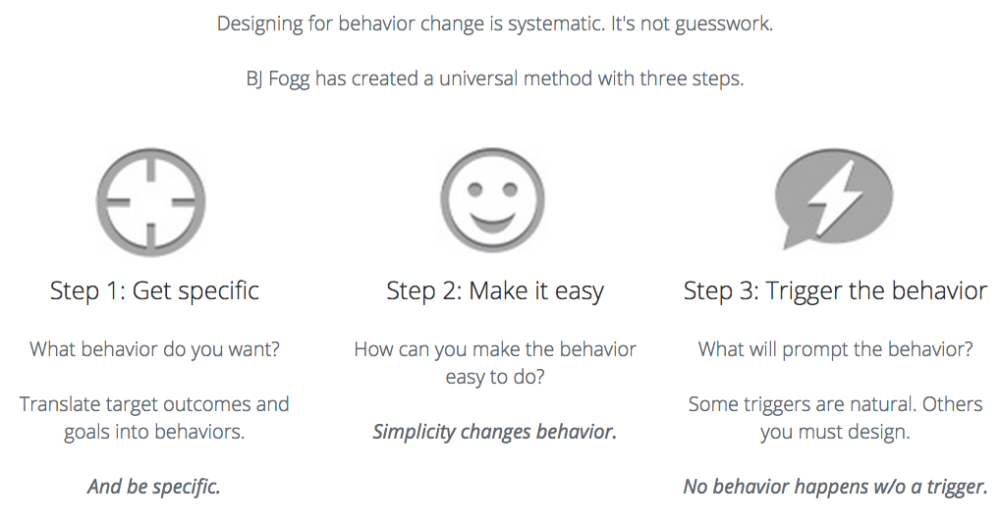 Designing for behavior change is systematic. It's not guesswork.
BJ Fogg has created a universal method with three steps.
Step 1: Get specific
What behavior do you want?
Translate target outcomes and
goals into behaviors.
And be specific.
Step 2: Make it easy
How can you make the behavior
easy to do?
Simplicity changes behavior.
Step 3: Trigger the behavior
What will prompt the behavior?
Some triggers are natural. Others
you must design.
No behavior happens w/o a trigger.